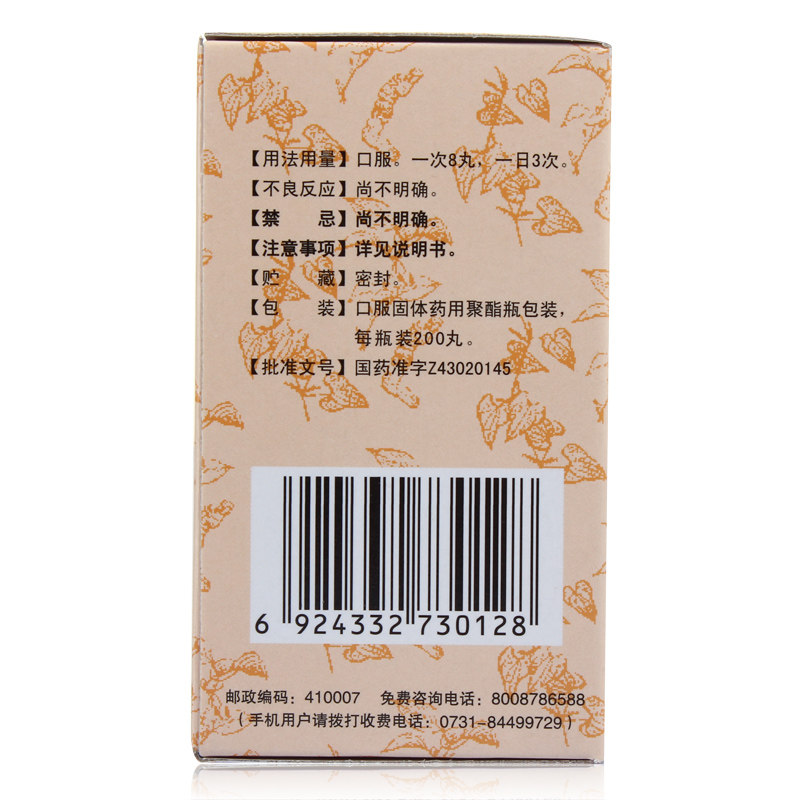 【用法用量】口服。一次8丸，一日3次。
【不良反应】尚不明确。
【禁　　忌】尚不明确。
【注意事项】详见说明书。
【贮　　藏】密封。
【包　　装】口服固体药用聚酯瓶包装，
每瓶装200丸。
【批准文号】国药准字Z43020145
6 924332 730128
邮政编码：410007　免费咨询电话：8008786588
（手机用户请拨打收费电话：0731-84499729）